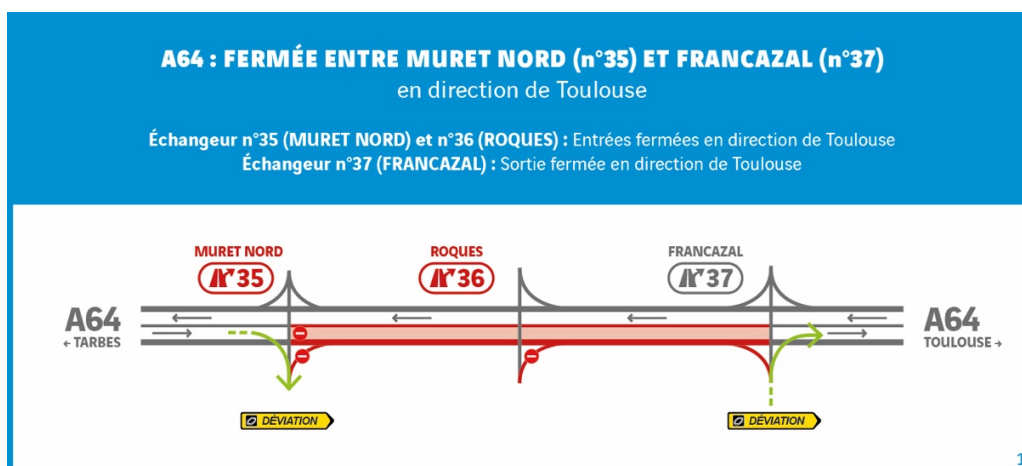 A64 : FERMÉE ENTRE MURET NORD (n°35) ET FRANCAZAL (n°37)
en direction de Toulouse
Échangeur n°35 (MURET NORD) et n°36 (ROQUES) : Entrées fermées en direction de Toulouse
Échangeur n°37 (FRANCAZAL) : Sortie fermée en direction de Toulouse
MURET NORD
35
ROQUES
36
FRANCAZAL
37
A64
← TARBES
A64
TOULOUSE →
DÉVIATION
DÉVIATION
1